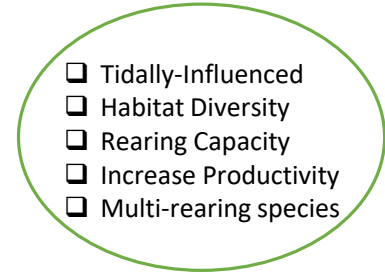 ❑ Tidally-Influenced
❑ Habitat Diversity
❑ Rearing Capacity
❑ Increase Productivity
❑ Multi-rearing species